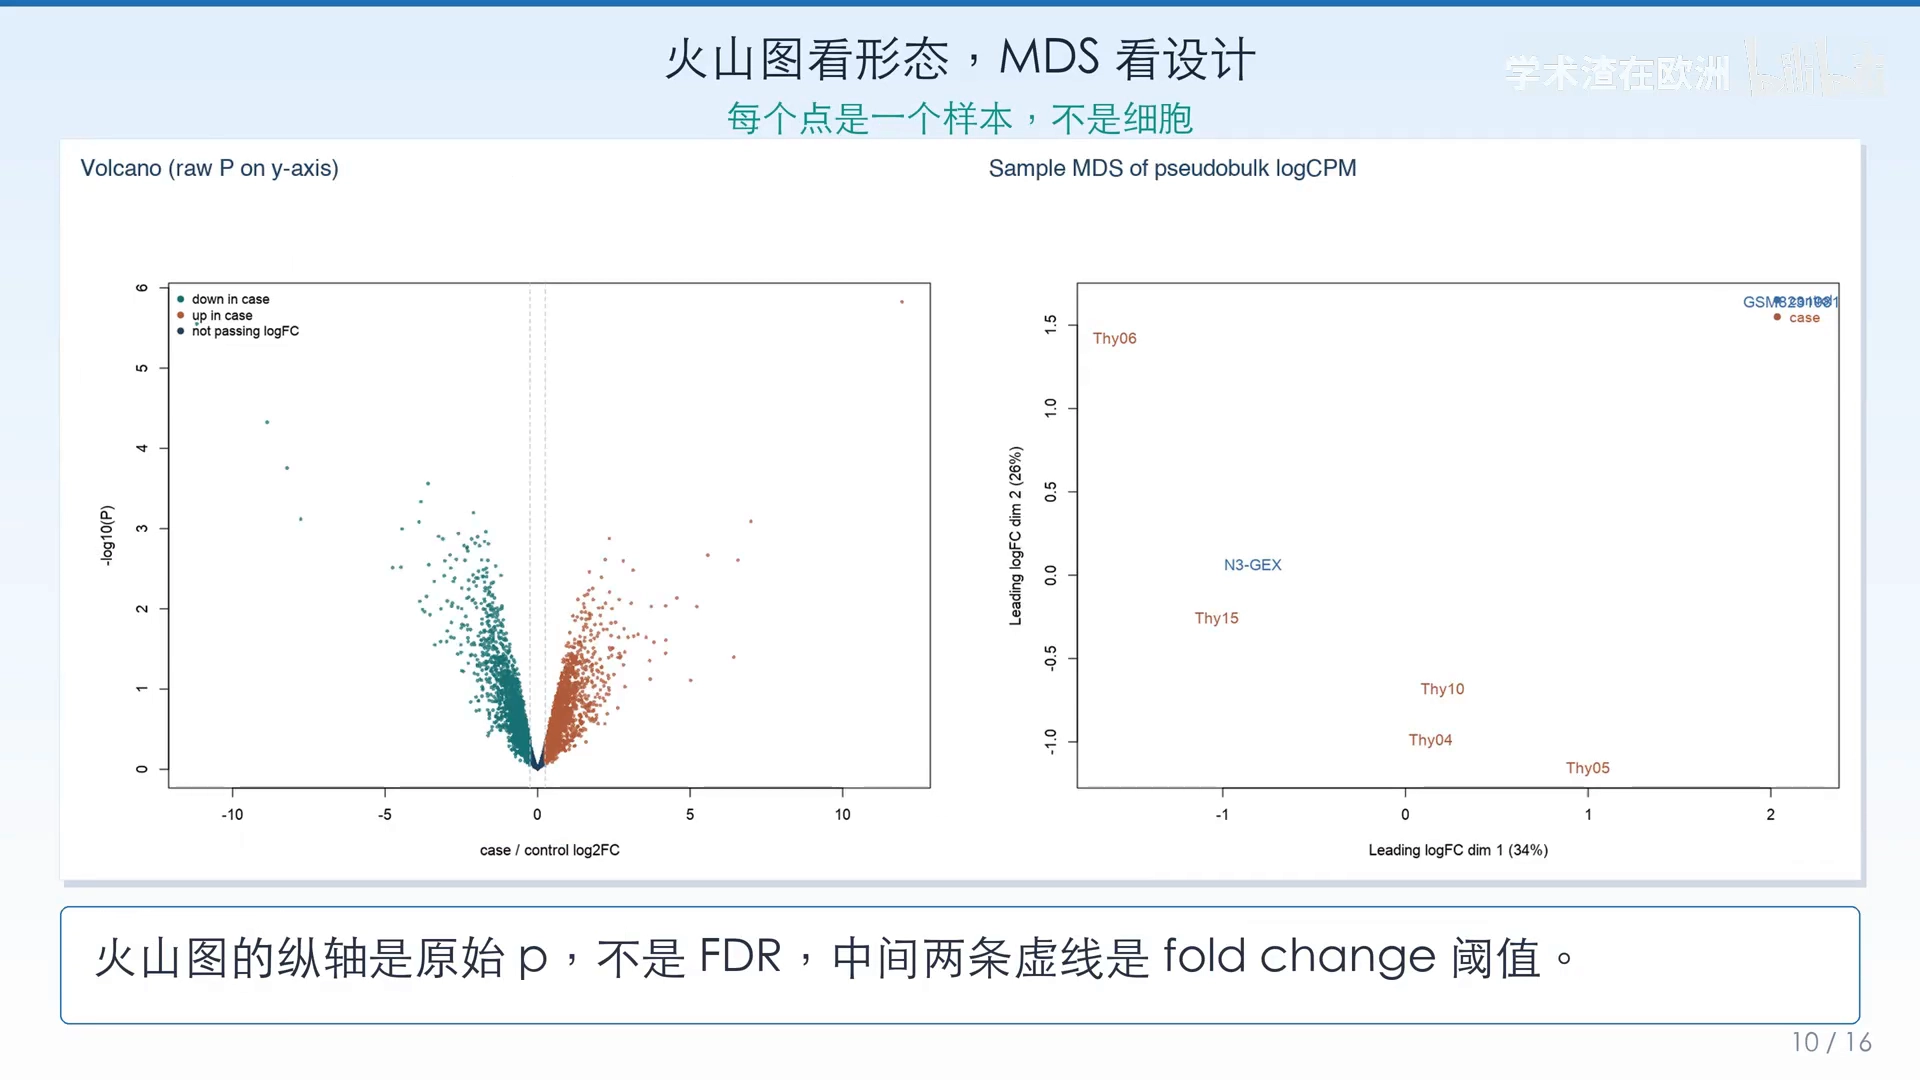 火山图看形态，MDS 看设计
学术渣在欧洲 bilibili
每个点是一个样本，不是细胞
Volcano (raw P on y-axis)
Sample MDS of pseudobulk logCPM
down in case
up in case
not passing logFC
6
5
4
3
2
1
0
-log10(P)
-10
-5
0
5
10
case / control log2FC
control
case
Thy06
N3-GEX
Thy15
Thy10
Thy04
Thy05
1.5
1.0
0.5
0.0
-0.5
-1.0
Leading logFC dim 2 (26%)
-1
0
1
2
Leading logFC dim 1 (34%)
火山图的纵轴是原始 p，不是 FDR，中间两条虚线是 fold change 阈值。
10 / 16